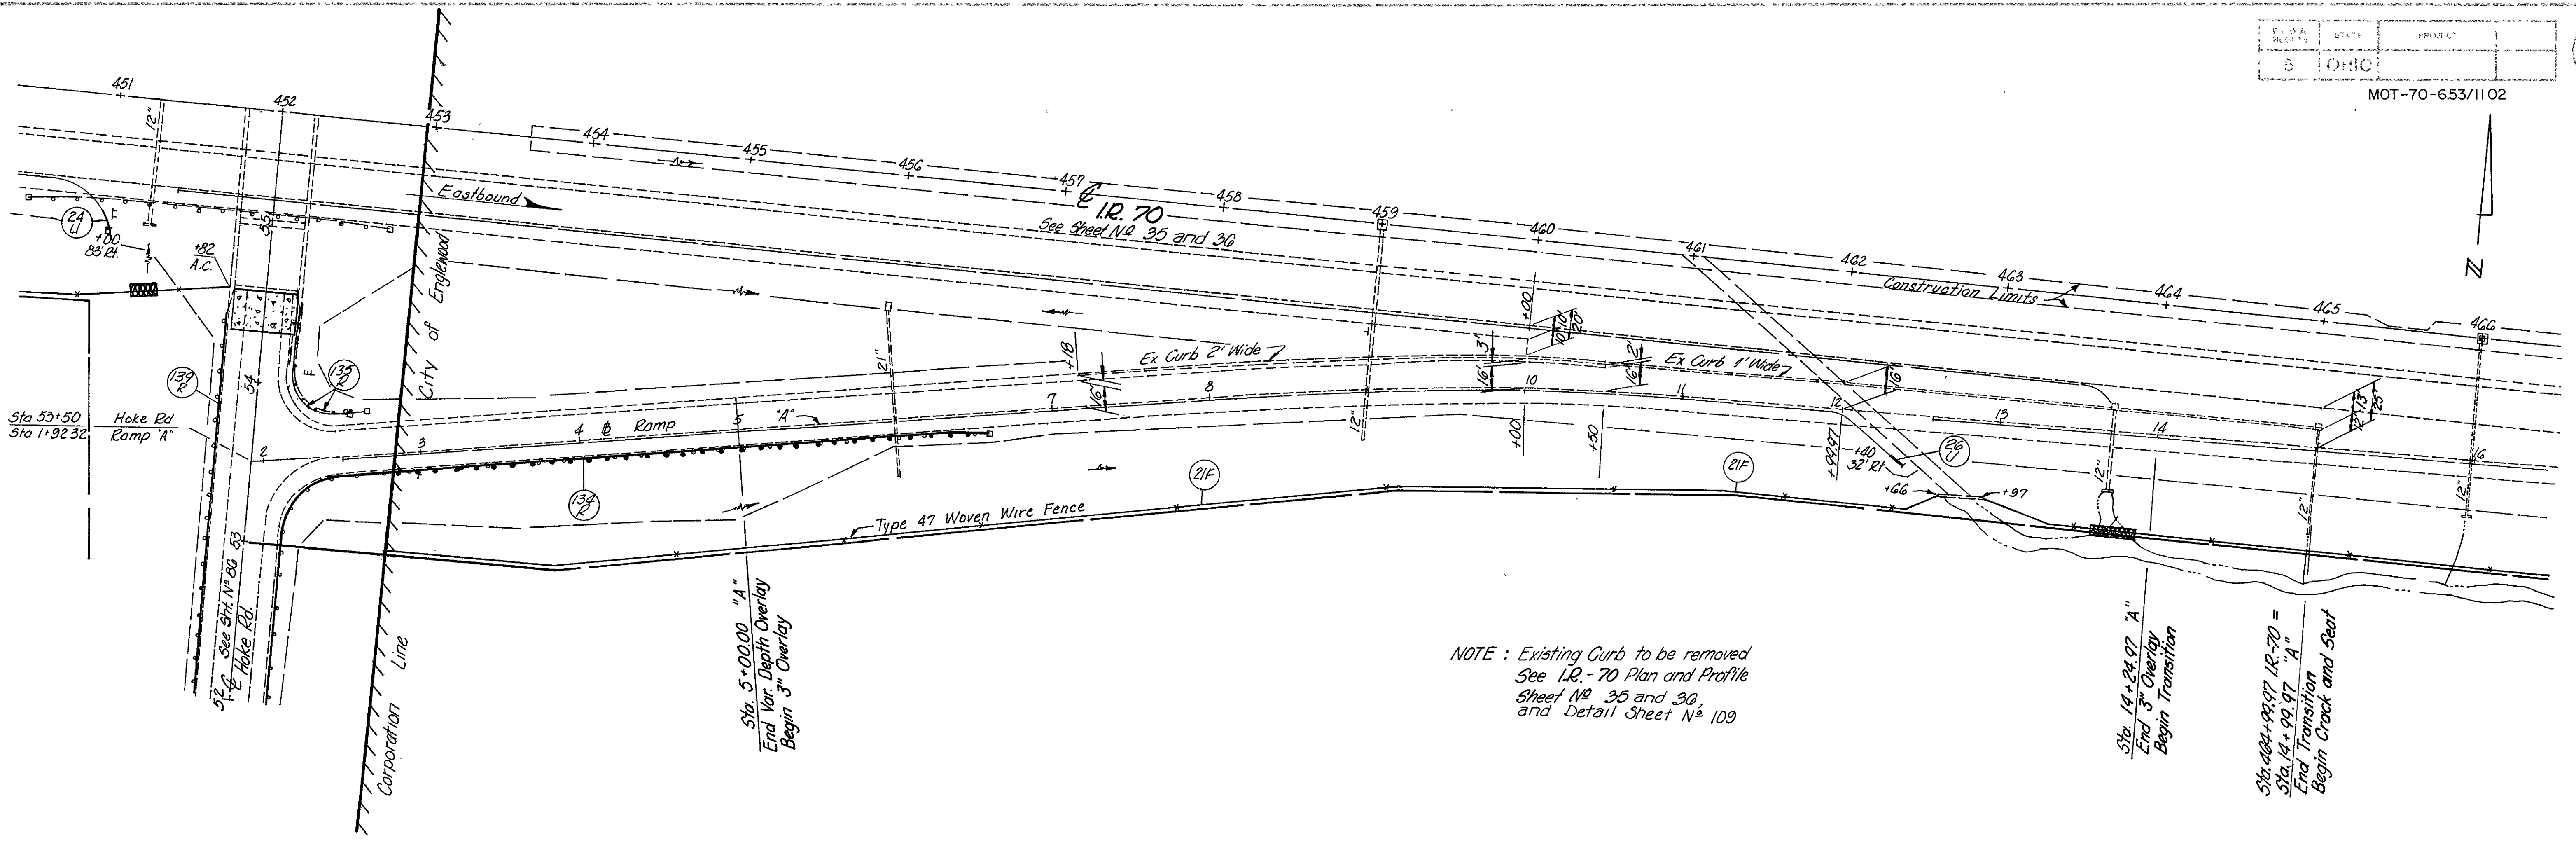 STATE
PROJECT
5 OHIO
MOT-70-6.53/11.02
451
452
453
454
455
456
457
458
459
460
461
462
463
464
465
466
12"
Eastbound
℄ I.R. 70
See Sheet Nº 35 and 36
Construction Limits
24 U
+00
83' Rt.
+82
A.C.
55
54
53
52
139 R
135 R
City of Englewood
Corporation Line
Sta 53+50 Hoke Rd
Sta 1+92.32 Ramp "A"
See Sht. Nº 86
℄ Hoke Rd.
2
3
4
℄ Ramp "A"
5
7
8
10
11
12
13
14
16
134 R
21"
+18
16'
Ex Curb 2' Wide
3'
16'
+00
10'
10'
20'
2'
16'
Ex Curb 1' Wide
16'
12'
13'
25'
12"
+00
+50
+99.97
+40
32' Rt
26 U
+66
+97
12"
12"
12"
21F
21F
Type 47 Woven Wire Fence
N
Sta. 5+00.00 "A"
End Var. Depth Overlay
Begin 3" Overlay
NOTE : Existing Curb to be removed
See I.R.-70 Plan and Profile
Sheet Nº 35 and 36,
and Detail Sheet Nº 109
Sta. 14+24.97 "A"
End 3" Overlay
Begin Transition
Sta. 464+99.97 I.R.-70 =
Sta. 14+99.97 "A"
End Transition
Begin Crack and Seat